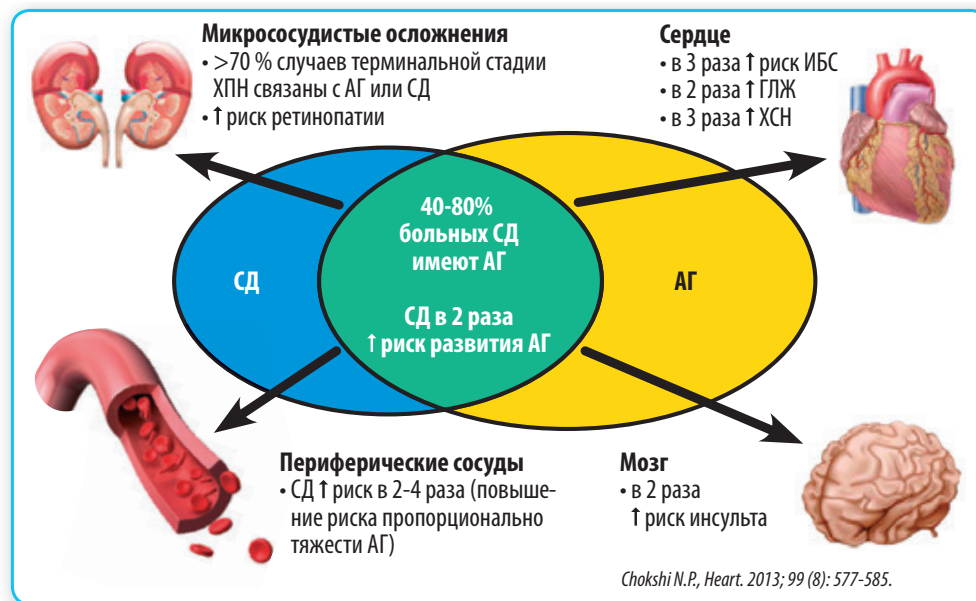 Микрососудистые осложнения
• >70 % случаев терминальной стадии
ХПН связаны с АГ или СД
• ↑ риск ретинопатии
Сердце
• в 3 раза ↑ риск ИБС
• в 2 раза ↑ ГЛЖ
• в 3 раза ↑ ХСН
СД
40-80%
больных СД
имеют АГ
СД в 2 раза
↑ риск развития АГ
АГ
Периферические сосуды
• СД ↑ риск в 2-4 раза (повыше-
ние риска пропорционально
тяжести АГ)
Мозг
• в 2 раза
↑ риск инсульта
Chokshi N.P., Heart. 2013; 99 (8): 577-585.